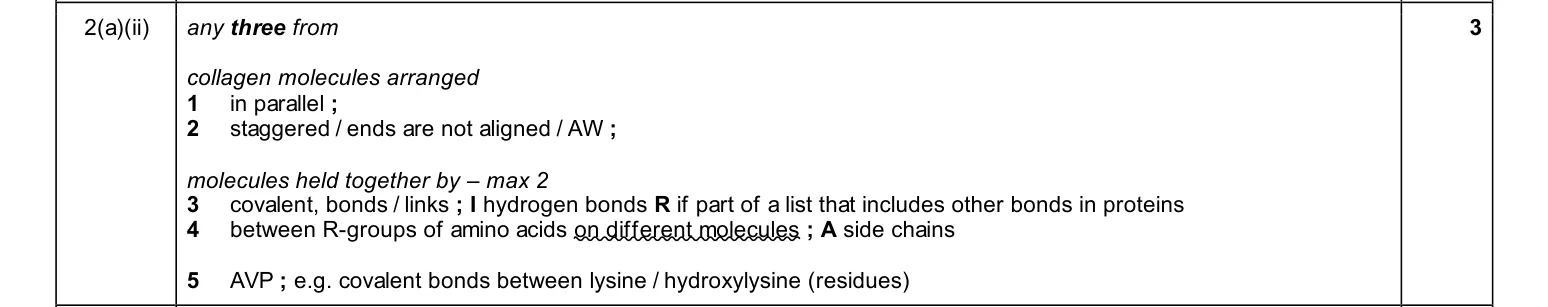 2(a)(ii) any three from 3
collagen molecules arranged
1 in parallel ;
2 staggered / ends are not aligned / AW ;
molecules held together by – max 2
3 covalent, bonds / links ; I hydrogen bonds R if part of a list that includes other bonds in proteins
4 between R-groups of amino acids on different molecules ; A side chains
5 AVP ; e.g. covalent bonds between lysine / hydroxylysine (residues)